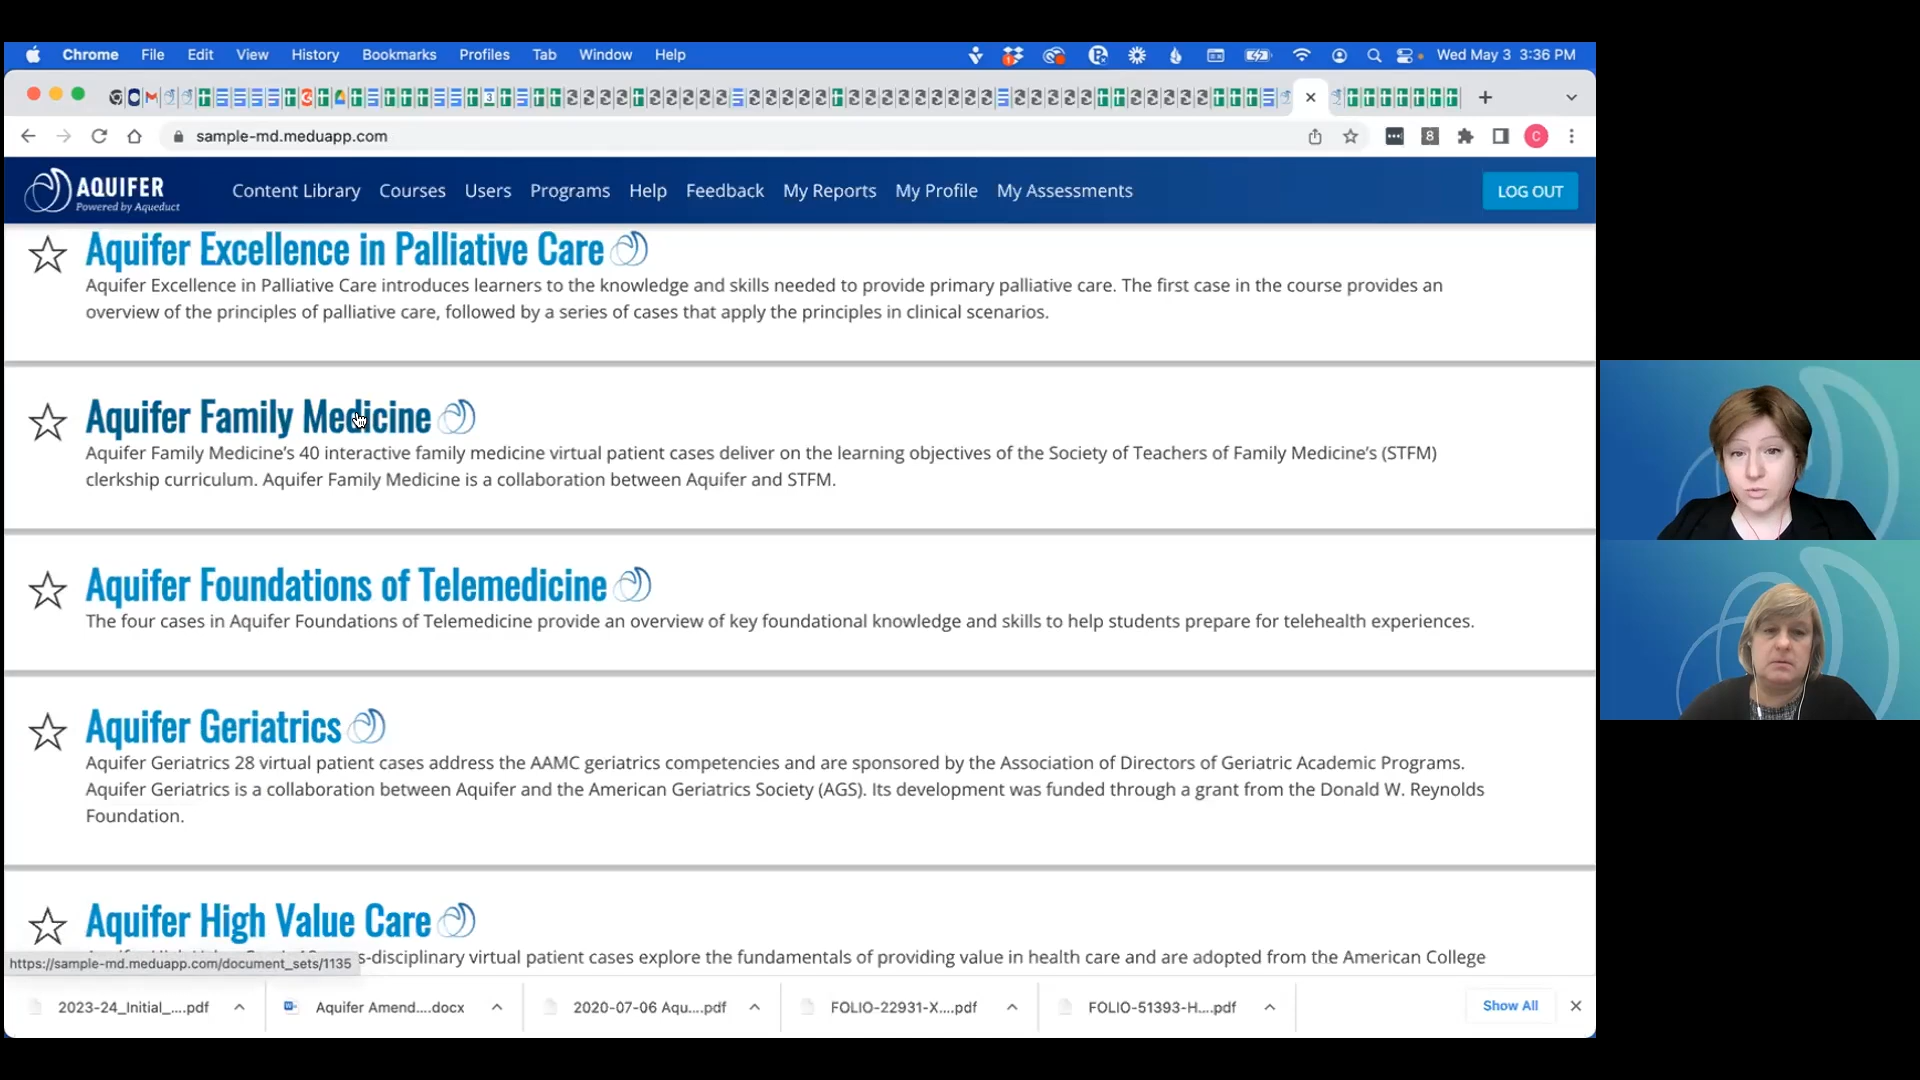 Chrome File Edit View History Bookmarks Profiles Tab Window Help Wed May 3 3:36 PM
sample-md.meduapp.com
AQUIFER
Powered by Aqueduct
Content Library Courses Users Programs Help Feedback My Reports My Profile My Assessments LOG OUT
Aquifer Excellence in Palliative Care
Aquifer Excellence in Palliative Care introduces learners to the knowledge and skills needed to provide primary palliative care. The first case in the course provides an
overview of the principles of palliative care, followed by a series of cases that apply the principles in clinical scenarios.
Aquifer Family Medicine
Aquifer Family Medicine's 40 interactive family medicine virtual patient cases deliver on the learning objectives of the Society of Teachers of Family Medicine's (STFM)
clerkship curriculum. Aquifer Family Medicine is a collaboration between Aquifer and STFM.
Aquifer Foundations of Telemedicine
The four cases in Aquifer Foundations of Telemedicine provide an overview of key foundational knowledge and skills to help students prepare for telehealth experiences.
Aquifer Geriatrics
Aquifer Geriatrics 28 virtual patient cases address the AAMC geriatrics competencies and are sponsored by the Association of Directors of Geriatric Academic Programs.
Aquifer Geriatrics is a collaboration between Aquifer and the American Geriatrics Society (AGS). Its development was funded through a grant from the Donald W. Reynolds
Foundation.
Aquifer High Value Care
s-disciplinary virtual patient cases explore the fundamentals of providing value in health care and are adopted from the American College
https://sample-md.meduapp.com/document_sets/1135
2023-24_Initial_....pdf Aquifer Amend....docx 2020-07-06 Aqu....pdf FOLIO-22931-X....pdf FOLIO-51393-H....pdf Show All